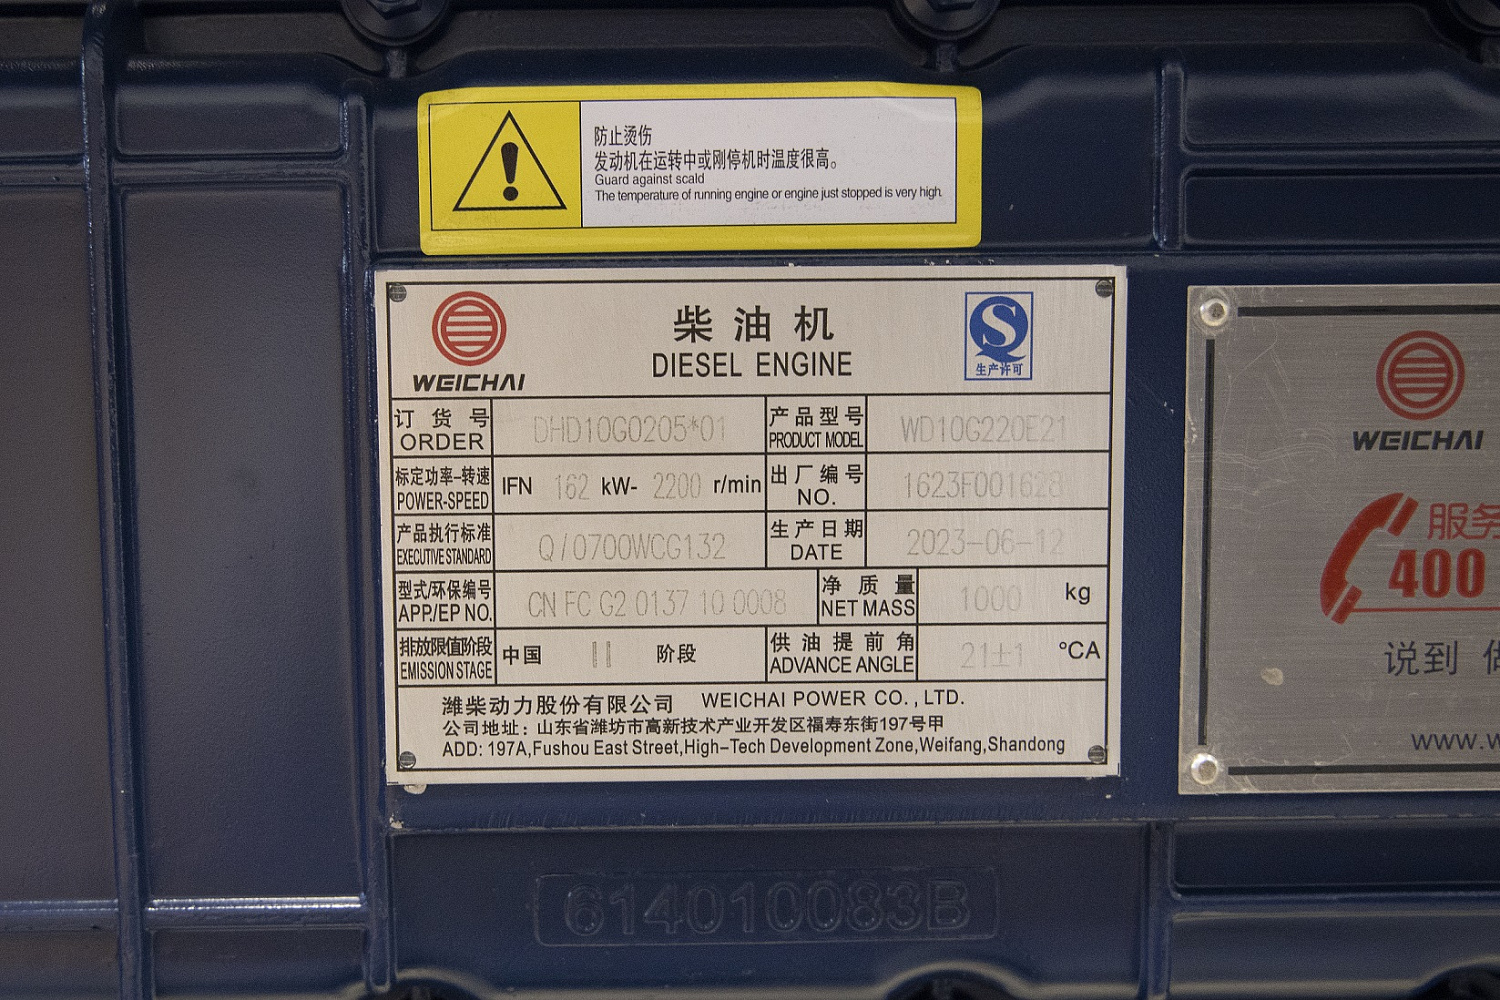 防止烫伤
发动机在运转中或刚停机时温度很高。
Guard against scald
The temperature of running engine or engine just stopped is very high.
WEICHAI
柴油机
DIESEL ENGINE
生产许可
订货号 ORDER DHD10G0205*01 产品型号 PRODUCT MODEL WD10G220E21
标定功率-转速 POWER-SPEED IFN 162 kW- 2200 r/min 出厂编号 NO. 1623F001628
产品执行标准 EXECUTIVE STANDARD Q/0700WCG132 生产日期 DATE 2023-06-12
型式/环保编号 APP./EP NO. CN FC G2 0137 10 0008 净质量 NET MASS 1000 kg
排放限值阶段 EMISSION STAGE 中国 II 阶段 供油提前角 ADVANCE ANGLE 21±1 °CA
潍柴动力股份有限公司 WEICHAI POWER CO., LTD.
公司地址: 山东省潍坊市高新技术产业开发区福寿东街197号甲
ADD: 197A,Fushou East Street,High-Tech Development Zone,Weifang,Shandong
WEICHAI
服务
400
说到
www.w
614010083B